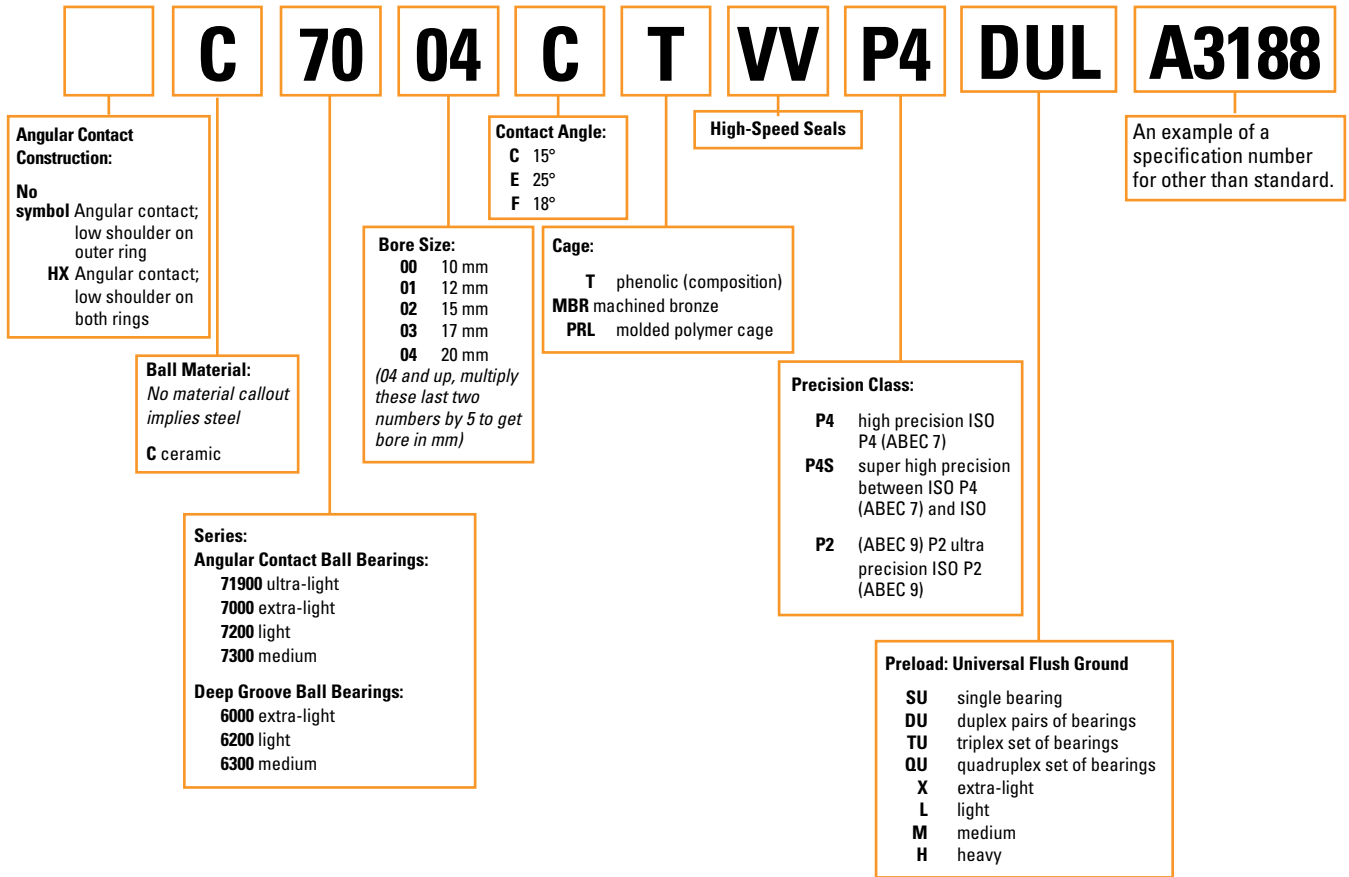 C 70 04 C T VV P4 DUL A3188
Angular Contact
Construction:
No
symbol Angular contact;
low shoulder on
outer ring
HX Angular contact;
low shoulder on
both rings
Ball Material:
No material callout
implies steel
C ceramic
Series:
Angular Contact Ball Bearings:
71900 ultra-light
7000 extra-light
7200 light
7300 medium
Deep Groove Ball Bearings:
6000 extra-light
6200 light
6300 medium
Bore Size:
00 10 mm
01 12 mm
02 15 mm
03 17 mm
04 20 mm
(04 and up, multiply
these last two
numbers by 5 to get
bore in mm)
Contact Angle:
C 15°
E 25°
F 18°
Cage:
T phenolic (composition)
MBR machined bronze
PRL molded polymer cage
High-Speed Seals
Precision Class:
P4 high precision ISO
P4 (ABEC 7)
P4S super high precision
between ISO P4
(ABEC 7) and ISO
P2 (ABEC 9) P2 ultra
precision ISO P2
(ABEC 9)
Preload: Universal Flush Ground
SU single bearing
DU duplex pairs of bearings
TU triplex set of bearings
QU quadruplex set of bearings
X extra-light
L light
M medium
H heavy
An example of a
specification number
for other than standard.